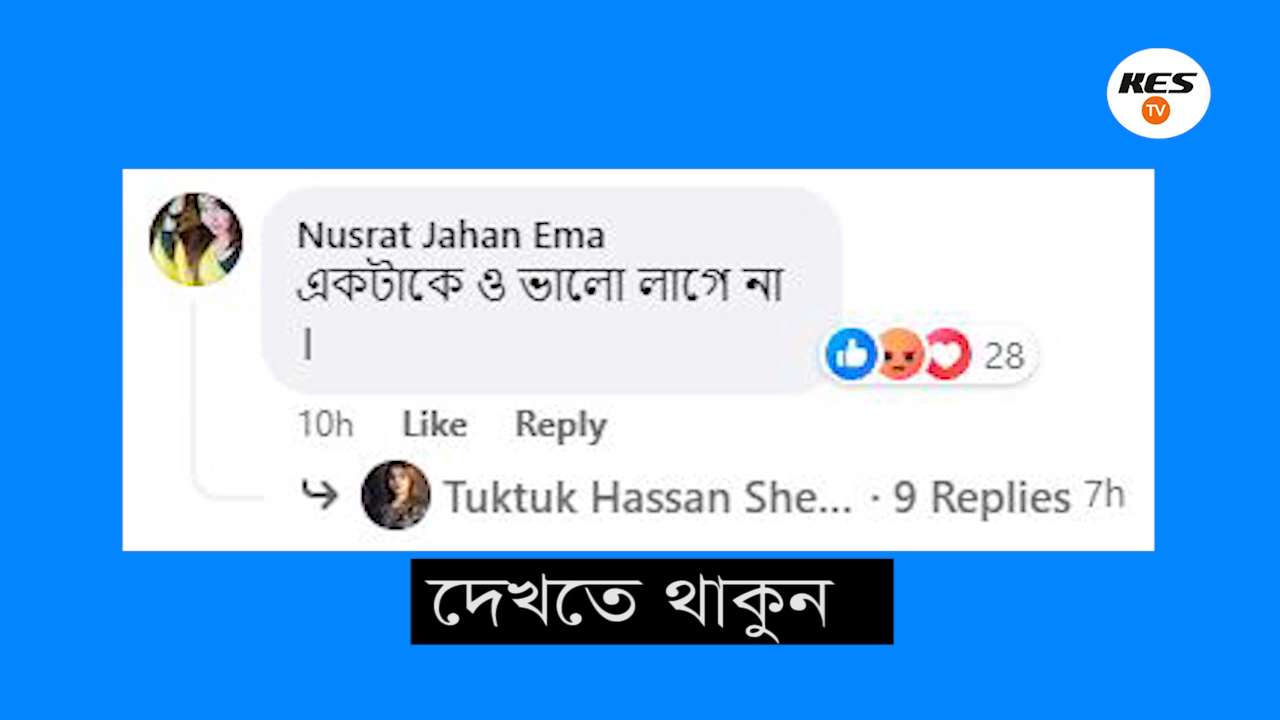 KES
TV
Nusrat Jahan Ema
একটাকে ও ভালো লাগে না
।
28
10h Like Reply
Tuktuk Hassan She... · 9 Replies 7h
দেখতে থাকুন